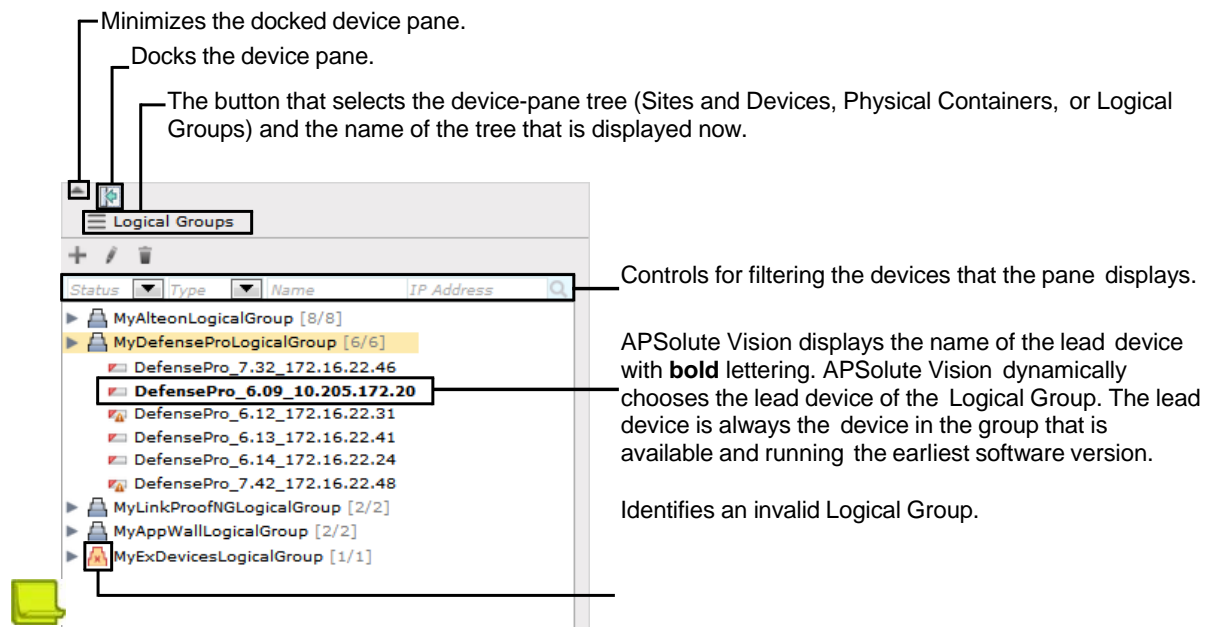 Minimizes the docked device pane.
Docks the device pane.
The button that selects the device-pane tree (Sites and Devices, Physical Containers, or Logical
Groups) and the name of the tree that is displayed now.
Logical Groups
Status Type Name IP Address
Controls for filtering the devices that the pane displays.
MyAlteonLogicalGroup [8/8]
MyDefenseProLogicalGroup [6/6]
DefensePro_7.32_172.16.22.46
DefensePro_6.09_10.205.172.20
DefensePro_6.12_172.16.22.31
DefensePro_6.13_172.16.22.41
DefensePro_6.14_172.16.22.24
DefensePro_7.42_172.16.22.48
MyLinkProofNGLogicalGroup [2/2]
MyAppWallLogicalGroup [2/2]
MyExDevicesLogicalGroup [1/1]
APSolute Vision displays the name of the lead device
with bold lettering. APSolute Vision dynamically
chooses the lead device of the Logical Group. The lead
device is always the device in the group that is
available and running the earliest software version.
Identifies an invalid Logical Group.